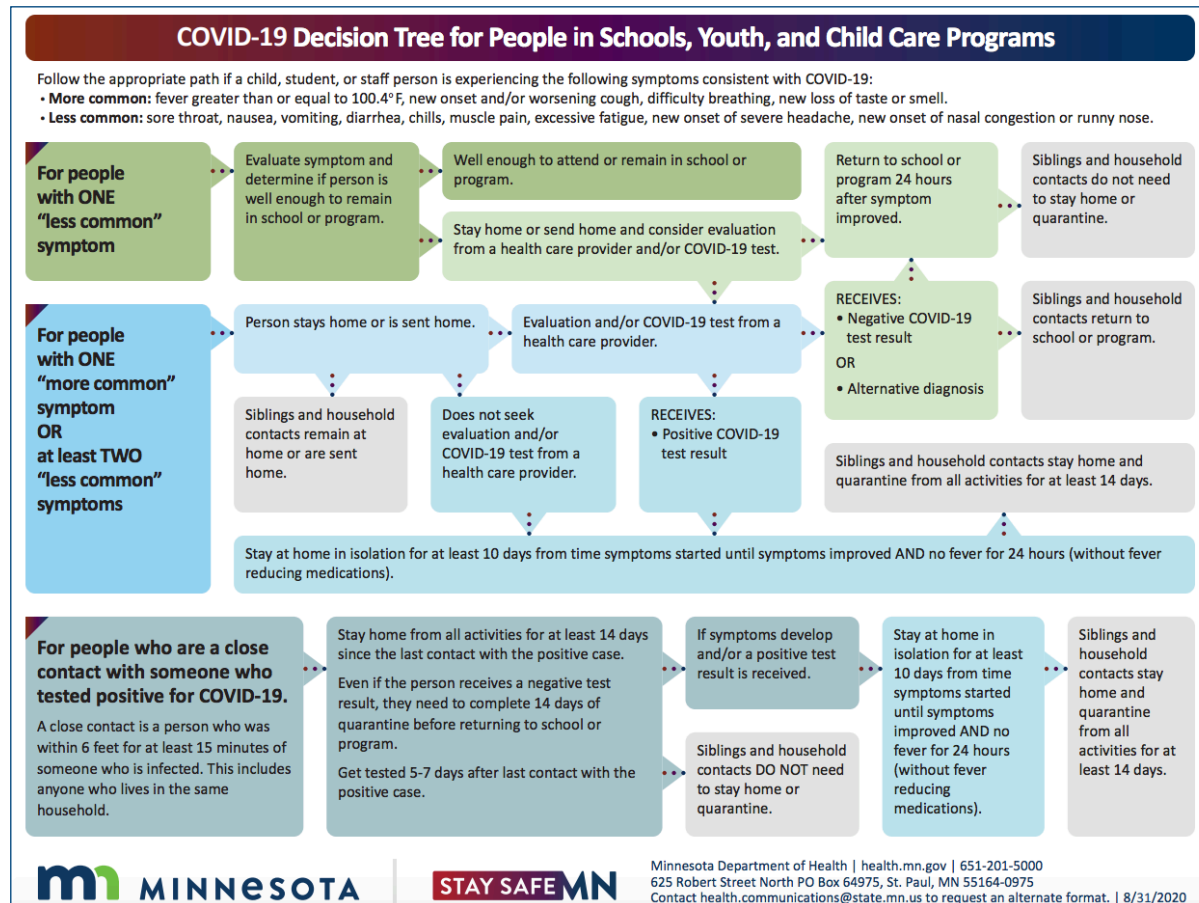 COVID-19 Decision Tree for People in Schools, Youth, and Child Care Programs
Follow the appropriate path if a child, student, or staff person is experiencing the following symptoms consistent with COVID-19:
• More common: fever greater than or equal to 100.4°F, new onset and/or worsening cough, difficulty breathing, new loss of taste or smell.
• Less common: sore throat, nausea, vomiting, diarrhea, chills, muscle pain, excessive fatigue, new onset of severe headache, new onset of nasal congestion or runny nose.
For people
with ONE
“less common”
symptom
Evaluate symptom and
determine if person is
well enough to remain
in school or program.
Well enough to attend or remain in school or
program.
Stay home or send home and consider evaluation
from a health care provider and/or COVID-19 test.
Return to school or
program 24 hours
after symptom
improved.
Siblings and household
contacts do not need
to stay home or
quarantine.
For people
with ONE
“more common”
symptom
OR
at least TWO
“less common”
symptoms
Person stays home or is sent home.
Evaluation and/or COVID-19 test from a
health care provider.
RECEIVES:
• Negative COVID-19
test result
OR
• Alternative diagnosis
Siblings and household
contacts return to
school or program.
Siblings and household
contacts remain at
home or are sent
home.
Does not seek
evaluation and/or
COVID-19 test from a
health care provider.
RECEIVES:
• Positive COVID-19
test result
Siblings and household contacts stay home and
quarantine from all activities for at least 14 days.
Stay at home in isolation for at least 10 days from time symptoms started until symptoms improved AND no fever for 24 hours (without fever
reducing medications).
For people who are a close
contact with someone who
tested positive for COVID-19.
A close contact is a person who was
within 6 feet for at least 15 minutes of
someone who is infected. This includes
anyone who lives in the same
household.
Stay home from all activities for at least 14 days
since the last contact with the positive case.
Even if the person receives a negative test
result, they need to complete 14 days of
quarantine before returning to school or
program.
Get tested 5-7 days after last contact with the
positive case.
If symptoms develop
and/or a positive test
result is received.
Siblings and household
contacts DO NOT need
to stay home or
quarantine.
Stay at home in
isolation for at least
10 days from time
symptoms started
until symptoms
improved AND no
fever for 24 hours
(without fever
reducing
medications).
Siblings and
household
contacts stay
home and
quarantine
from all
activities for at
least 14 days.
mn MINNESOTA
STAY SAFE MN
Minnesota Department of Health | health.mn.gov | 651-201-5000
625 Robert Street North PO Box 64975, St. Paul, MN 55164-0975
Contact health.communications@state.mn.us to request an alternate format. | 8/31/2020